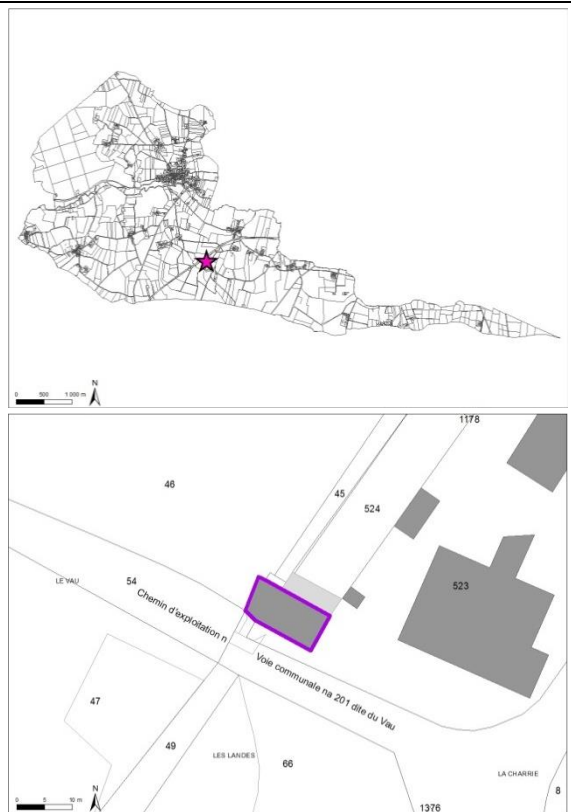 N
0 500 1 000 m
1178
46
45
524
LE VAU
54
523
Chemin d'exploitation n
Voie communale na 201 dite du Vau
47
49
LES LANDES
66
LA CHARRIE
8
N
0 5 10 m
1376